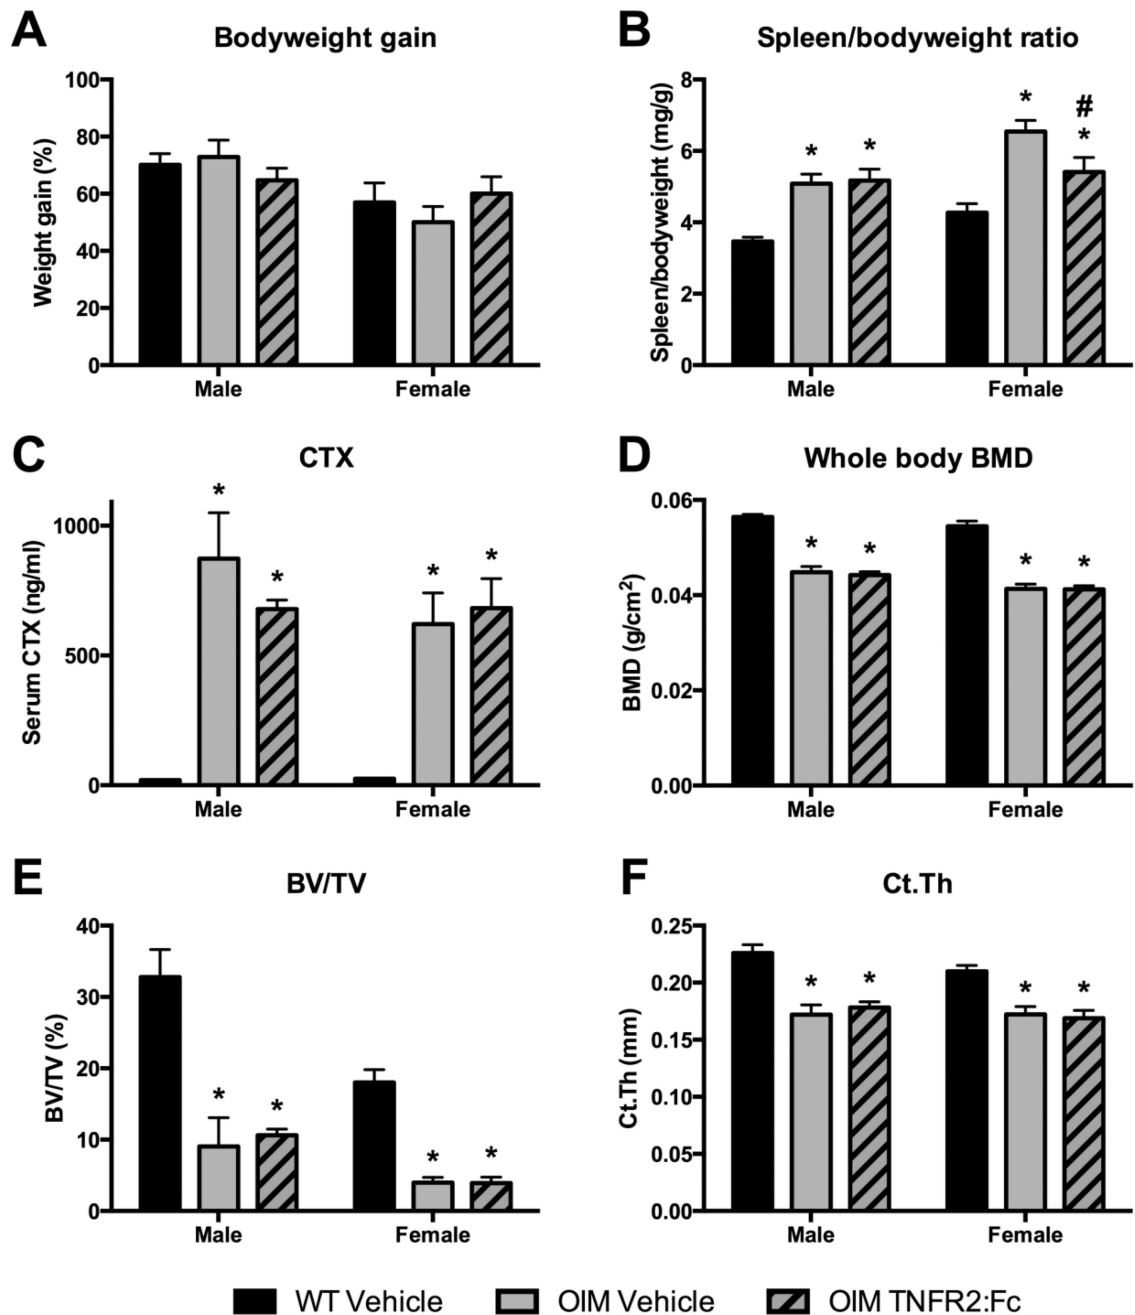 A
Bodyweight gain
Weight gain (%)
100
80
60
40
20
0
Male
Female
B
Spleen/bodyweight ratio
Spleen/bodyweight (mg/g)
8
6
4
2
0
*
*
*
#
*
Male
Female
C
CTX
Serum CTX (ng/ml)
1000
500
0
*
*
*
*
Male
Female
D
Whole body BMD
BMD (g/cm²)
0.06
0.04
0.02
0.00
*
*
*
*
Male
Female
E
BV/TV
BV/TV (%)
40
30
20
10
0
*
*
*
*
Male
Female
F
Ct.Th
Ct.Th (mm)
0.25
0.20
0.15
0.10
0.05
0.00
*
*
*
*
Male
Female
WT Vehicle
OIM Vehicle
OIM TNFR2:Fc